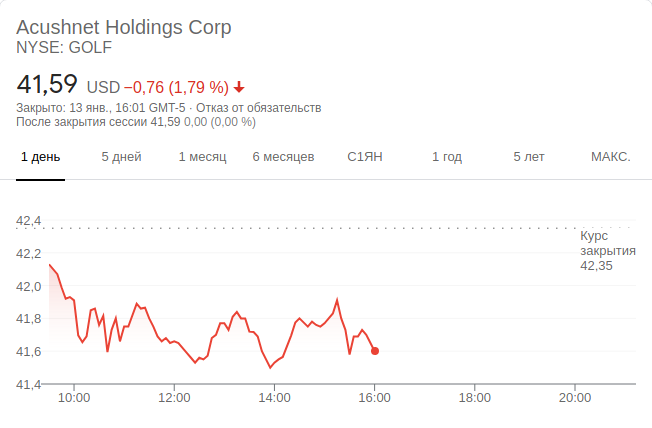 Acushnet Holdings Corp
NYSE: GOLF
41,59 USD −0,76 (1,79 %)
Закрыто: 13 янв., 16:01 GMT-5 · Отказ от обязательств
После закрытия сессии 41,59 0,00 (0,00 %)
1 день 5 дней 1 месяц 6 месяцев С1ЯН 1 год 5 лет МАКС.
42,4
Курс
закрытия
42,35
42,2
42,0
41,8
41,6
41,4
10:00 12:00 14:00 16:00 18:00 20:00